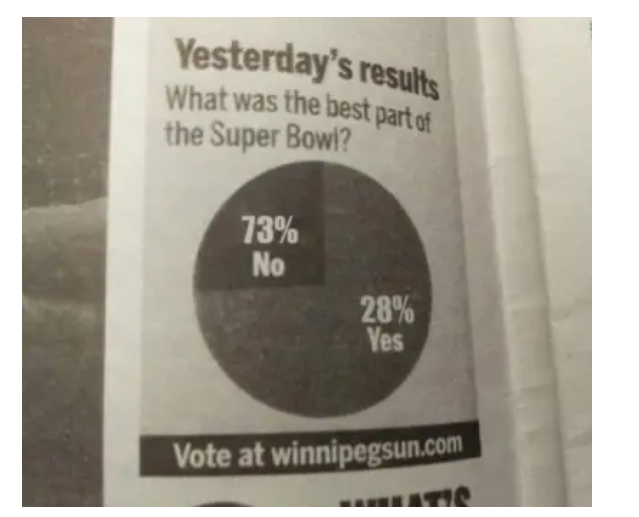 Yesterday's results
What was the best part of
the Super Bowl?
73%
No
28%
Yes
Vote at winnipegsun.com
WHAT'S